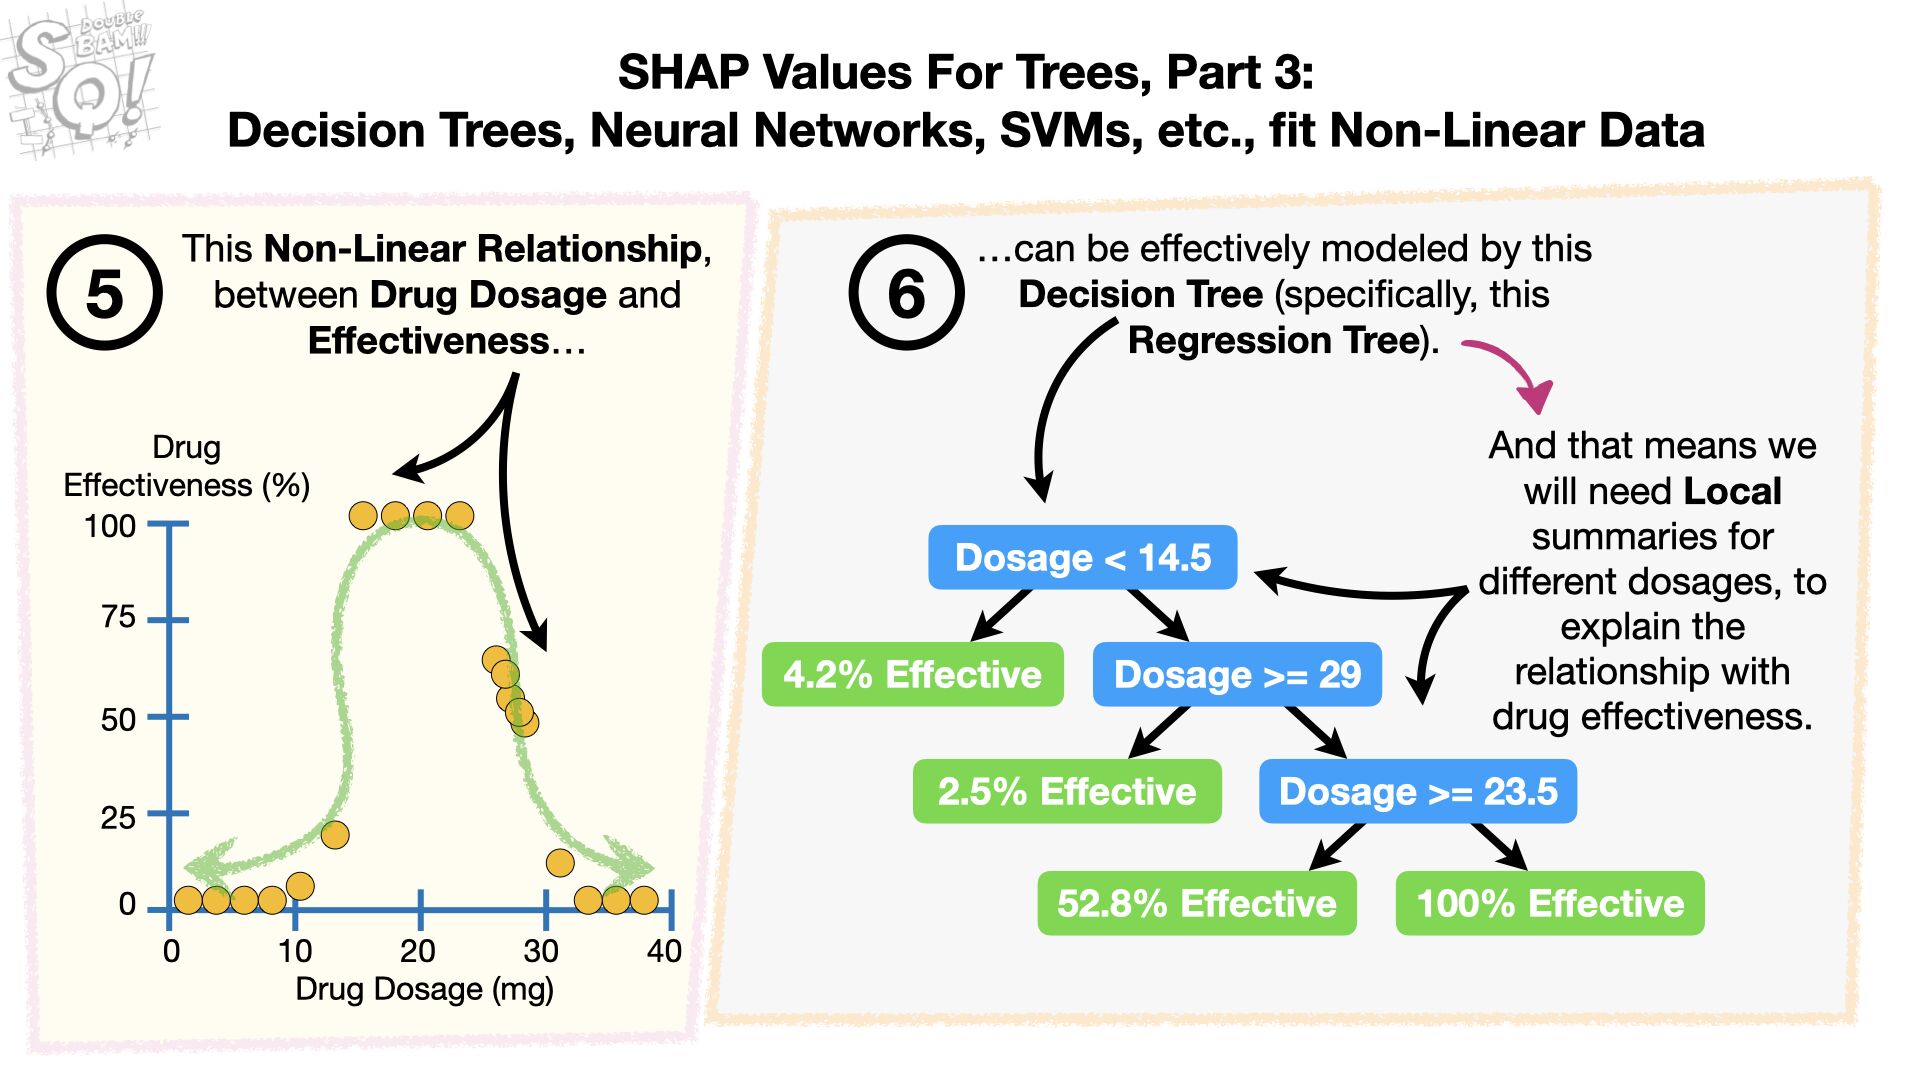 DOUBLE
BAM!!!
SQ!
SHAP Values For Trees, Part 3:
Decision Trees, Neural Networks, SVMs, etc., fit Non-Linear Data
5
This Non-Linear Relationship,
between Drug Dosage and
Effectiveness…
Drug
Effectiveness (%)
100
75
50
25
0
0 10 20 30 40
Drug Dosage (mg)
6
…can be effectively modeled by this
Decision Tree (specifically, this
Regression Tree).
And that means we
will need Local
summaries for
different dosages, to
explain the
relationship with
drug effectiveness.
Dosage < 14.5
4.2% Effective
Dosage >= 29
2.5% Effective
Dosage >= 23.5
52.8% Effective
100% Effective